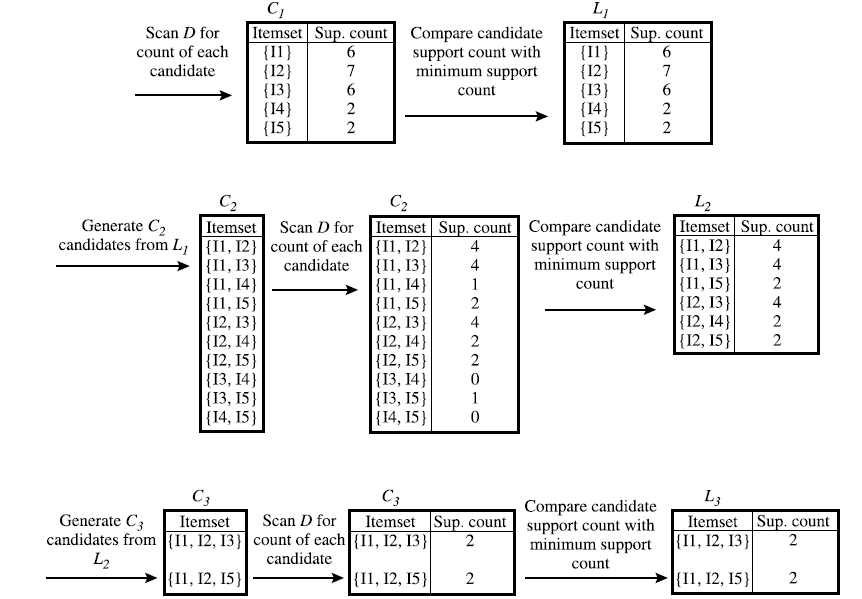 C1
L1
Scan D for
count of each
candidate
Itemset Sup. count
{I1} 6
{I2} 7
{I3} 6
{I4} 2
{I5} 2
Compare candidate
support count with
minimum support
count
Itemset Sup. count
{I1} 6
{I2} 7
{I3} 6
{I4} 2
{I5} 2
Generate C2
candidates from L1
C2
Itemset
{I1, I2}
{I1, I3}
{I1, I4}
{I1, I5}
{I2, I3}
{I2, I4}
{I2, I5}
{I3, I4}
{I3, I5}
{I4, I5}
Scan D for
count of each
candidate
C2
Itemset Sup. count
{I1, I2} 4
{I1, I3} 4
{I1, I4} 1
{I1, I5} 2
{I2, I3} 4
{I2, I4} 2
{I2, I5} 2
{I3, I4} 0
{I3, I5} 1
{I4, I5} 0
Compare candidate
support count with
minimum support
count
L2
Itemset Sup. count
{I1, I2} 4
{I1, I3} 4
{I1, I5} 2
{I2, I3} 4
{I2, I4} 2
{I2, I5} 2
Generate C3
candidates from
L2
C3
Itemset
{I1, I2, I3}
{I1, I2, I5}
Scan D for
count of each
candidate
C3
Itemset Sup. count
{I1, I2, I3} 2
{I1, I2, I5} 2
Compare candidate
support count with
minimum support
count
L3
Itemset Sup. count
{I1, I2, I3} 2
{I1, I2, I5} 2